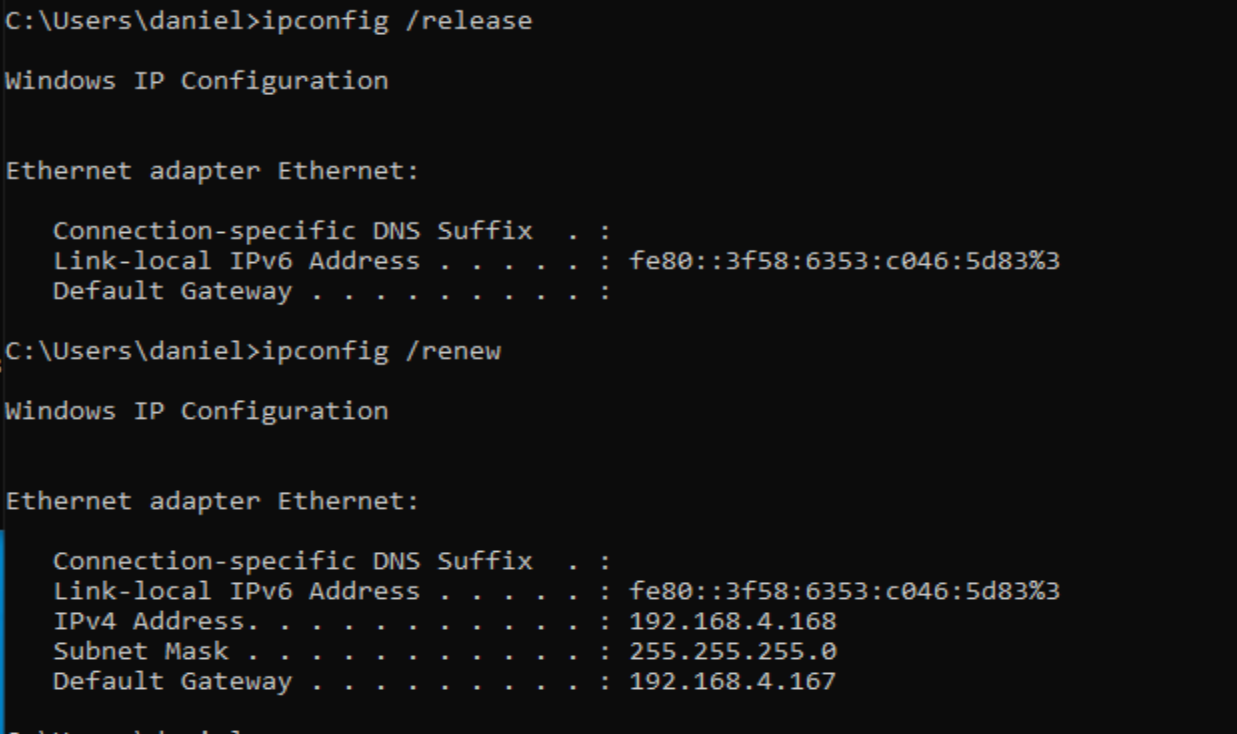 C:\Users\daniel>ipconfig /release
Windows IP Configuration
Ethernet adapter Ethernet:
Connection-specific DNS Suffix  . :
Link-local IPv6 Address . . . . . : fe80::3f58:6353:c046:5d83%3
Default Gateway . . . . . . . . . :
C:\Users\daniel>ipconfig /renew
Windows IP Configuration
Ethernet adapter Ethernet:
Connection-specific DNS Suffix  . :
Link-local IPv6 Address . . . . . : fe80::3f58:6353:c046:5d83%3
IPv4 Address. . . . . . . . . . . : 192.168.4.168
Subnet Mask . . . . . . . . . . . : 255.255.255.0
Default Gateway . . . . . . . . . : 192.168.4.167